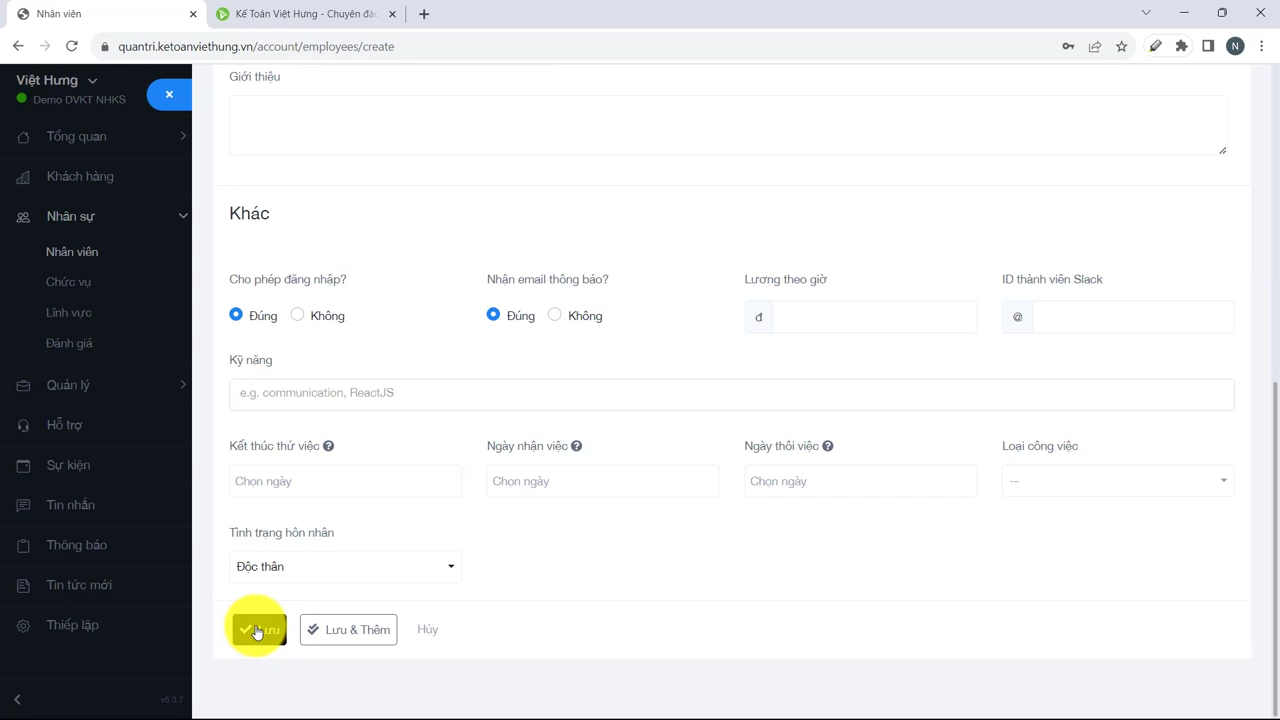 Nhân viên
Kế Toán Việt Hưng - Chuyên đào
quantri.ketoanviethung.vn/account/employees/create
N
Việt Hưng
Demo DVKT NHKS
Tổng quan
Khách hàng
Nhân sự
Nhân viên
Chức vụ
Lĩnh vực
Đánh giá
Quản lý
Hỗ trợ
Sự kiện
Tin nhắn
Thông báo
Tin tức mới
Thiếp lập
v5.3.7
Giới thiệu
Khác
Cho phép đăng nhập?
Nhận email thông báo?
Lương theo giờ
ID thành viên Slack
Đúng
Không
Đúng
Không
đ
@
Kỹ năng
e.g. communication, ReactJS
Kết thúc thử việc
Ngày nhận việc
Ngày thôi việc
Loại công việc
Chọn ngày
Chọn ngày
Chọn ngày
--
Tình trạng hôn nhân
Độc thân
Lưu
Lưu & Thêm
Hủy